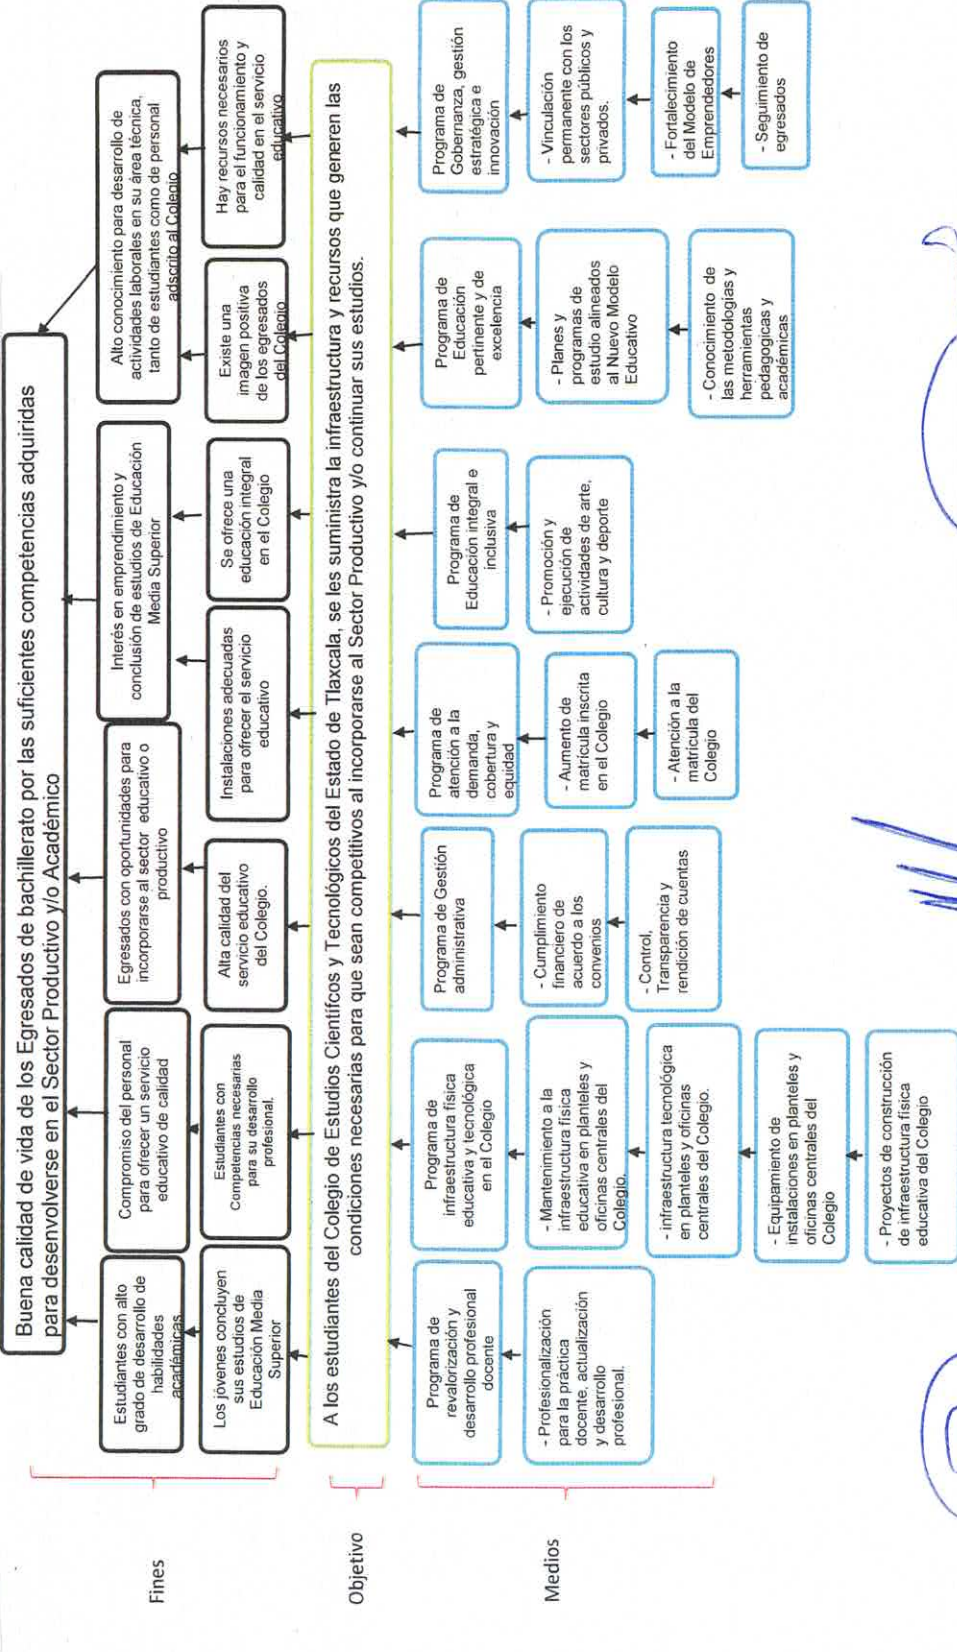 Buena calidad de vida de los Egresados de bachillerato por las suficientes competencias adquiridas
para desenvolverse en el Sector Productivo y/o Académico
Fines
Estudiantes con alto
grado de desarrollo de
habilidades
académicas
Compromiso del personal
para ofrecer un servicio
educativo de calidad
Egresados con oportunidades para
incorporarse al sector educativo o
productivo
Interés en emprendimiento y
conclusión de estudios de Educación
Media Superior
Alto conocimiento para desarrollo de
actividades laborales en su área técnica,
tanto de estudiantes como de personal
adscrito al Colegio
Los jóvenes concluyen
sus estudios de
Educación Media
Superior
Estudiantes con
Competencias necesarias
para su desarrollo
profesional.
Alta calidad del
servicio educativo
del Colegio.
Instalaciones adecuadas
para ofrecer el servicio
educativo
Se ofrece una
educación integral
en el Colegio
Existe una
imagen positiva
de los egresados
del Colegio
Hay recursos necesarios
para el funcionamiento y
calidad en el servicio
educativo
Objetivo
A los estudiantes del Colegio de Estudios Científcos y Tecnológicos del Estado de Tlaxcala, se les suministra la infraestructura y recursos que generen las
condiciones necesarias para que sean competitivos al incorporarse al Sector Productivo y/o continuar sus estudios.
Medios
Programa de
revalorización y
desarrollo profesional
docente
- Profesionalización
para la práctica
docente, actualización
y desarrollo
profesional.
Programa de
infraestructura física
educativa y tecnológica
en el Colegio
- Mantenimiento a la
infraestructura física
educativa en planteles y
oficinas centrales del
Colegio.
- infraestructura tecnológica
en planteles y oficinas
centrales del Colegio.
- Equipamiento de
instalaciones en planteles y
oficinas centrales del
Colegio
- Proyectos de construcción
de infraestructura física
educativa del Colegio
Programa de Gestión
administrativa
- Cumplimiento
financiero de
acuerdo a los
convenios
- Control,
Transparencia y
rendición de cuentas
Programa de
atención a la
demanda,
cobertura y
equidad
- Aumento de
matrícula inscrita
en el Colegio
- Atención a la
matrícula del
Colegio
Programa de
Educación integral e
inclusiva
- Promoción y
ejecución de
actividades de arte,
cultura y deporte
Programa de
Educación
pertinente y de
excelencia
- Planes y
programas de
estudio alineados
al Nuevo Modelo
Educativo
- Conocimiento de
las metodologías y
herramientas
pedagógicas y
académicas
Programa de
Gobernanza, gestión
estratégica e
innovación
- Vinculación
permanente con los
sectores públicos y
privados.
- Fortalecimiento
del Modelo de
Emprendedores
- Seguimiento de
egresados